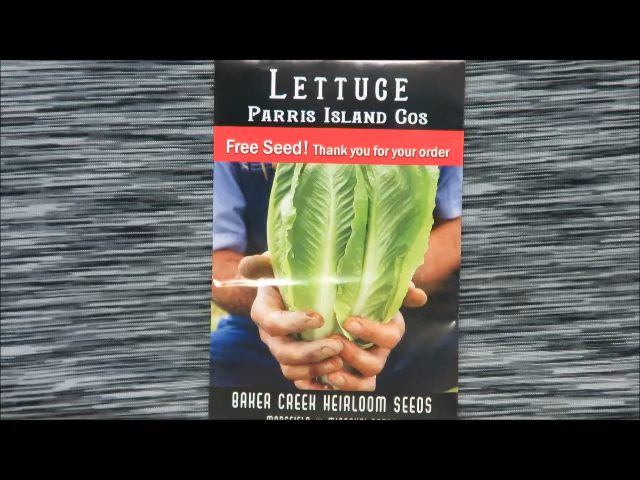 LETTUCE
PARRIS ISLAND COS
Free Seed! Thank you for your order
BAKER CREEK HEIRLOOM SEEDS